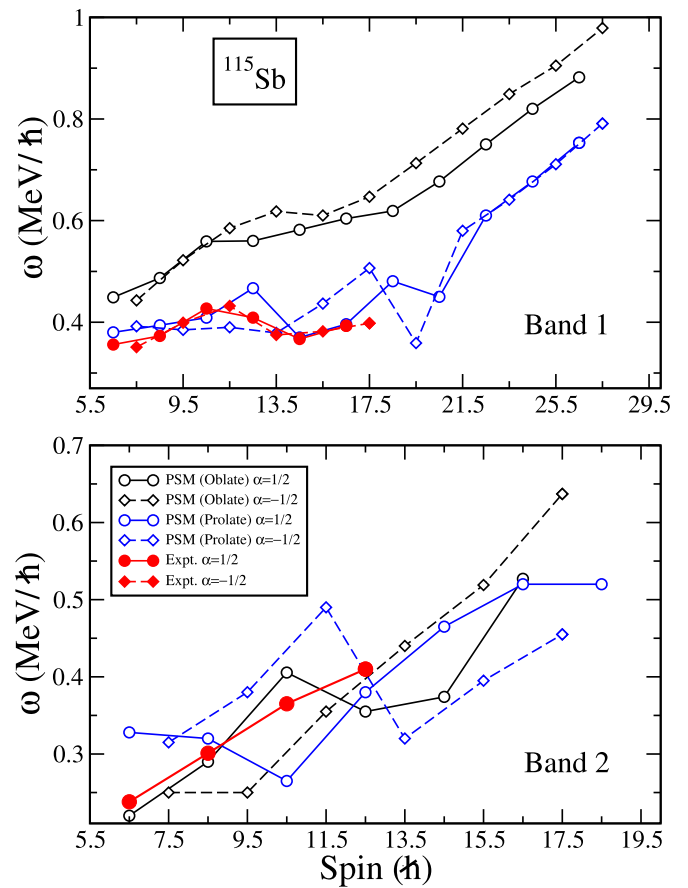 1
0.8
0.6
0.4
ω (MeV/ℏ)
¹¹⁵Sb
Band 1
5.5 9.5 13.5 17.5 21.5 25.5 29.5
0.7
0.6
0.5
0.4
0.3
ω (MeV/ℏ)
PSM (Oblate) α=1/2
PSM (Oblate) α=−1/2
PSM (Prolate) α=1/2
PSM (Prolate) α=−1/2
Expt. α=1/2
Expt. α=−1/2
Band 2
5.5 7.5 9.5 11.5 13.5 15.5 17.5 19.5
Spin (ℏ)